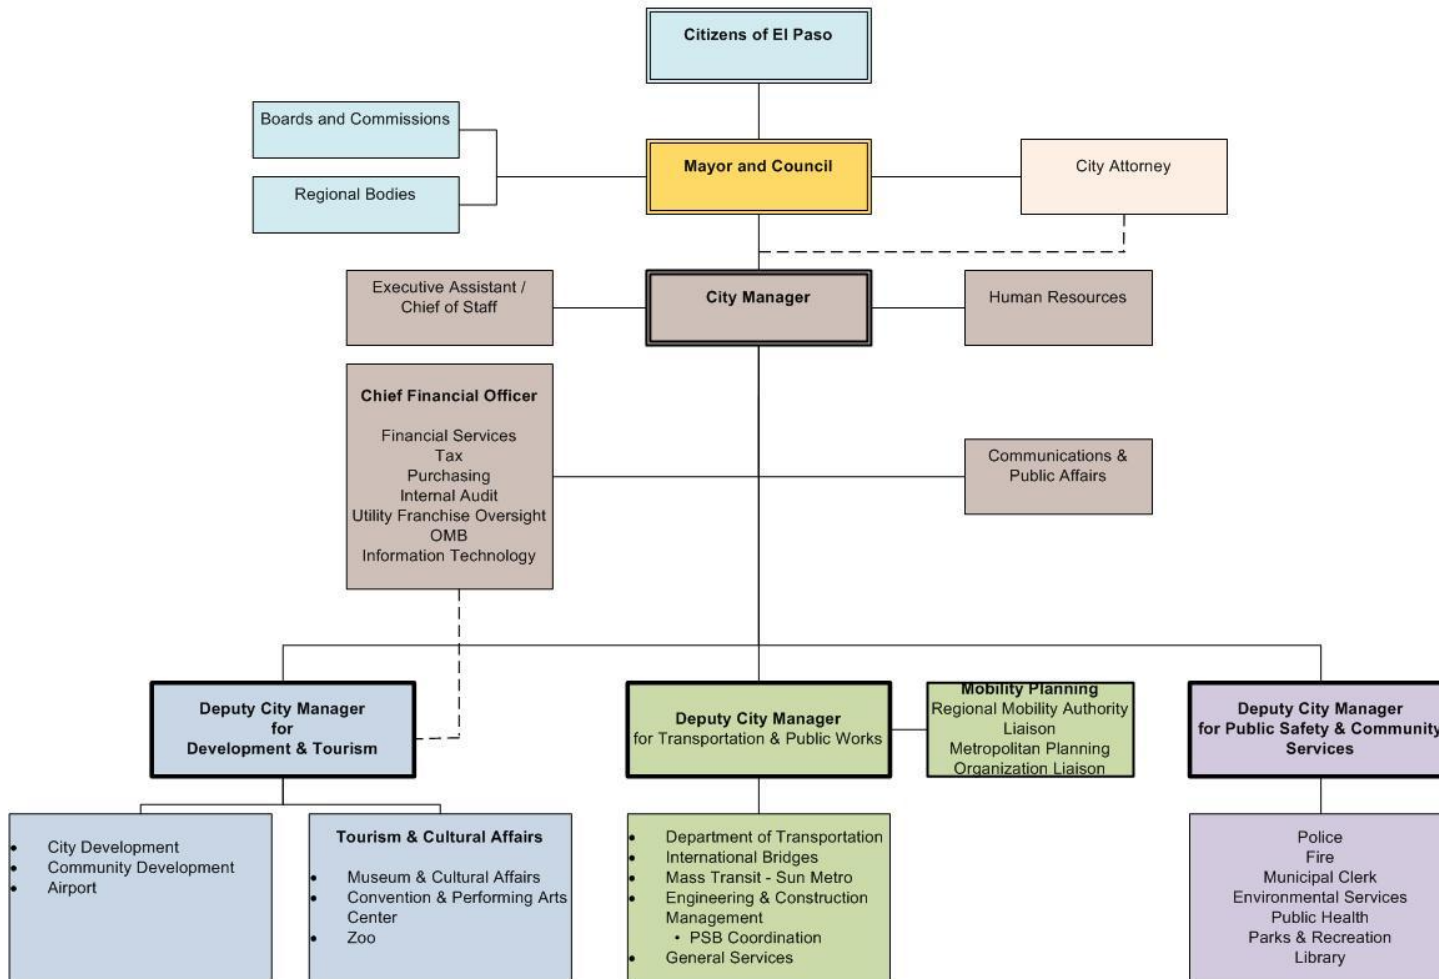 Citizens of El Paso
Boards and Commissions
Mayor and Council
City Attorney
Regional Bodies
Executive Assistant /
Chief of Staff
City Manager
Human Resources
Chief Financial Officer
Financial Services
Tax
Purchasing
Internal Audit
Utility Franchise Oversight
OMB
Information Technology
Communications &
Public Affairs
Deputy City Manager
for
Development & Tourism
Deputy City Manager
for Transportation & Public Works
Mobility Planning
Regional Mobility Authority
Liaison
Metropolitan Planning
Organization Liaison
Deputy City Manager
for Public Safety & Community
Services
• City Development
• Community Development
• Airport
Tourism & Cultural Affairs
• Museum & Cultural Affairs
• Convention & Performing Arts
Center
• Zoo
• Department of Transportation
• International Bridges
• Mass Transit - Sun Metro
• Engineering & Construction
Management
• PSB Coordination
• General Services
Police
Fire
Municipal Clerk
Environmental Services
Public Health
Parks & Recreation
Library